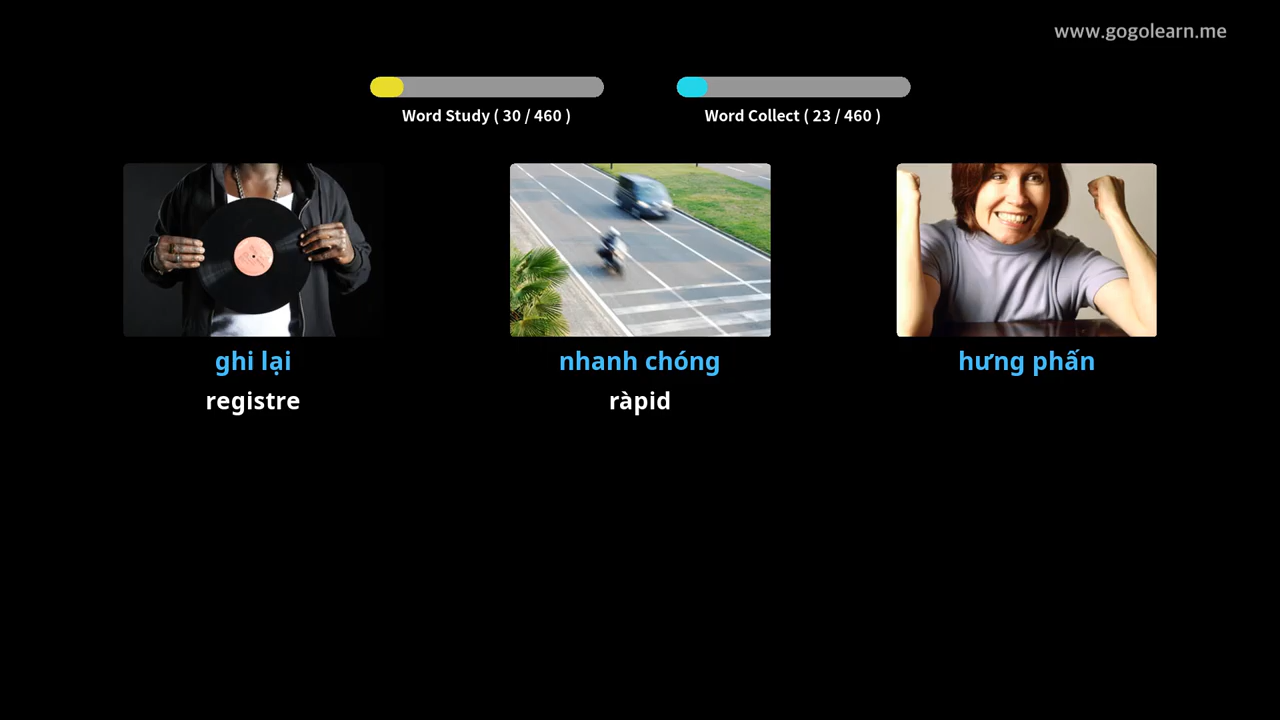 www.gogolearn.me
Word Study ( 30 / 460 )
Word Collect ( 23 / 460 )
ghi lại
nhanh chóng
hưng phấn
registre
ràpid